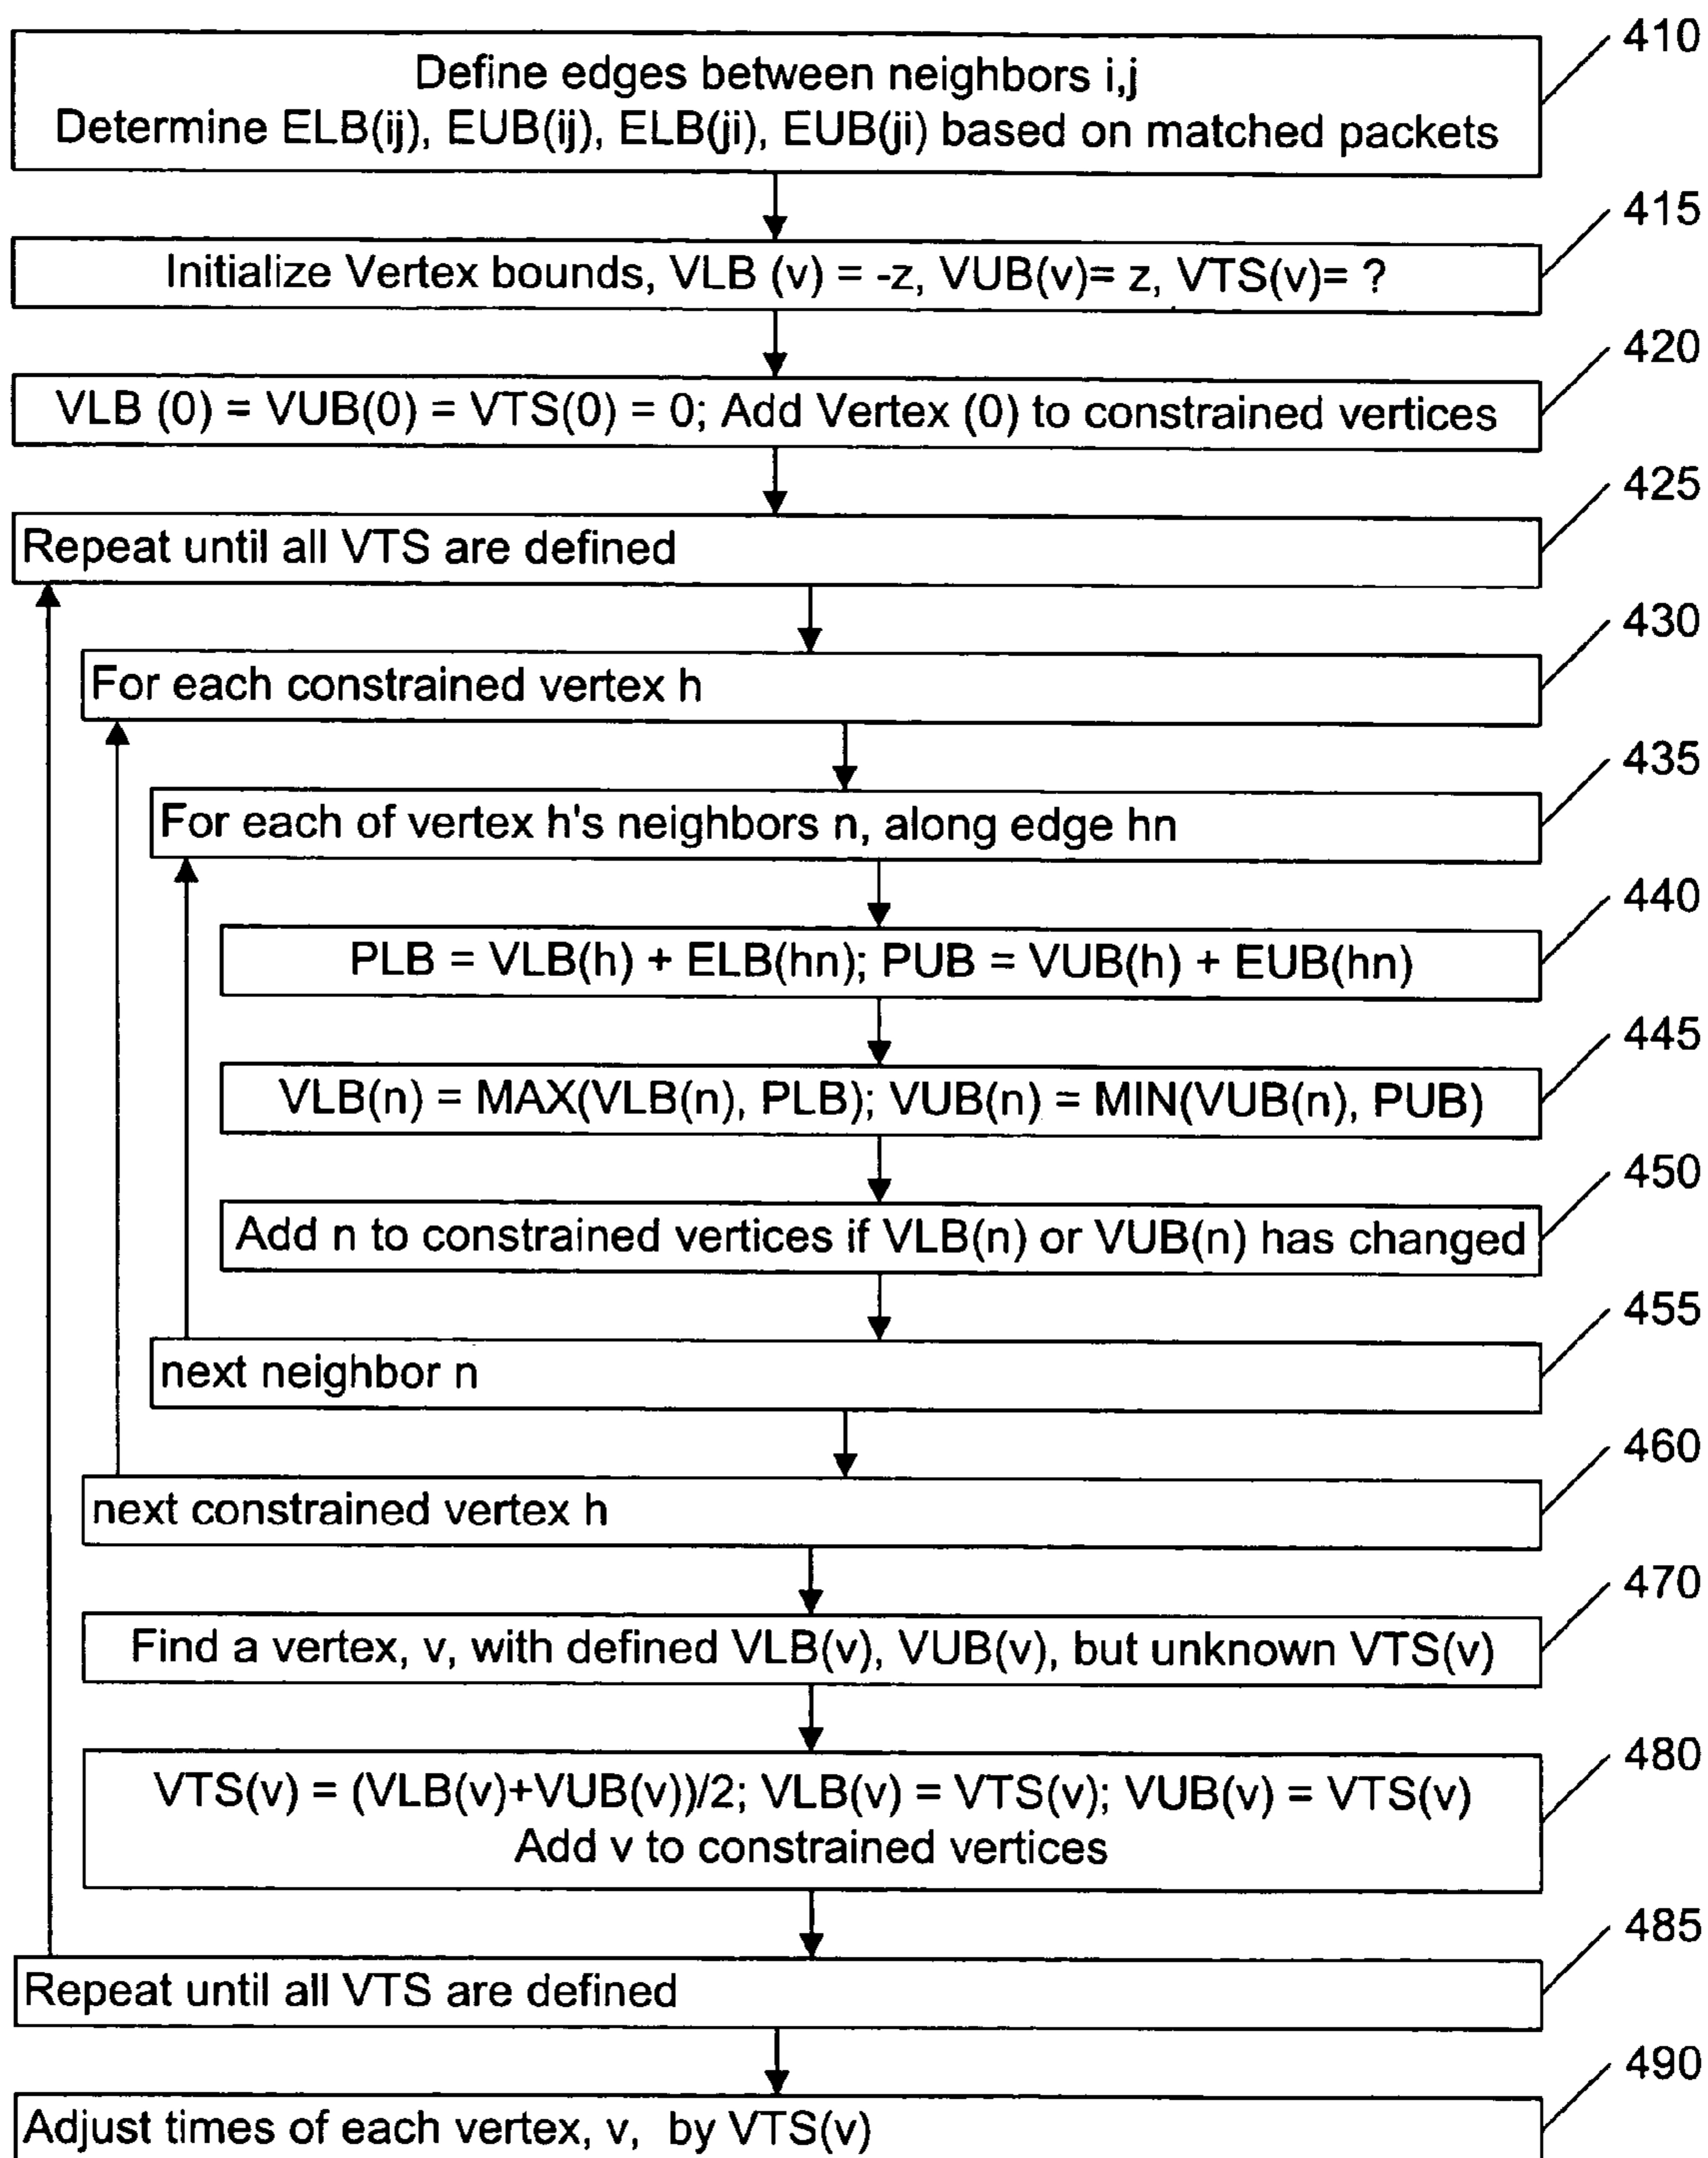 410
Define edges between neighbors i,j
Determine ELB(ij), EUB(ij), ELB(ji), EUB(ji) based on matched packets
415
Initialize Vertex bounds, VLB (v) = -z, VUB(v)= z, VTS(v)= ?
420
VLB (0) = VUB(0) = VTS(0) = 0; Add Vertex (0) to constrained vertices
425
Repeat until all VTS are defined
430
For each constrained vertex h
435
For each of vertex h's neighbors n, along edge hn
440
PLB = VLB(h) + ELB(hn); PUB = VUB(h) + EUB(hn)
445
VLB(n) = MAX(VLB(n), PLB); VUB(n) = MIN(VUB(n), PUB)
450
Add n to constrained vertices if VLB(n) or VUB(n) has changed
455
next neighbor n
460
next constrained vertex h
470
Find a vertex, v, with defined VLB(v), VUB(v), but unknown VTS(v)
480
VTS(v) = (VLB(v)+VUB(v))/2; VLB(v) = VTS(v); VUB(v) = VTS(v)
Add v to constrained vertices
485
Repeat until all VTS are defined
490
Adjust times of each vertex, v, by VTS(v)